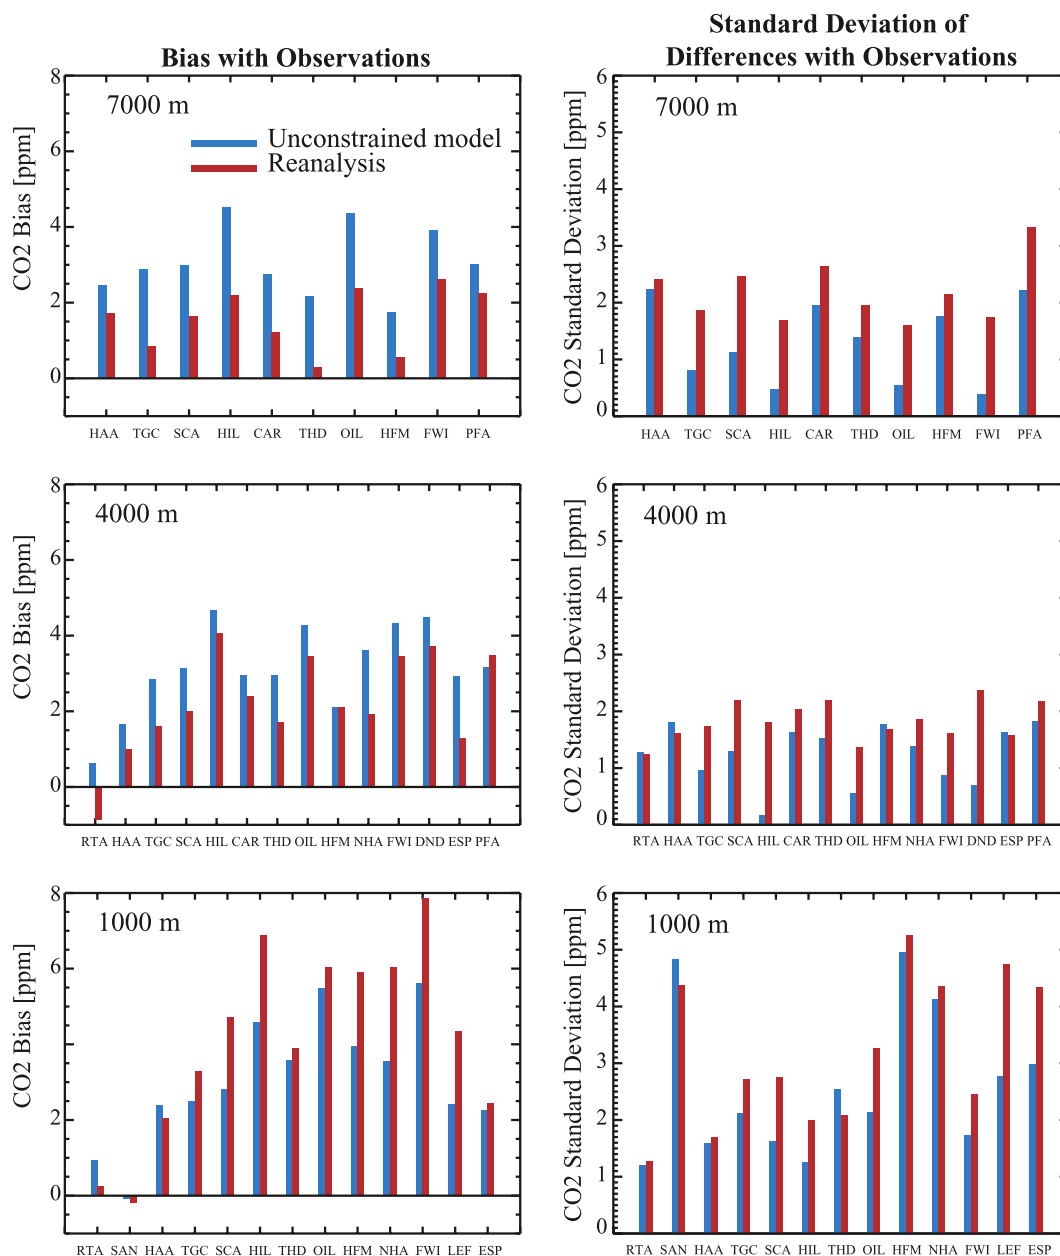 Bias with Observations
Standard Deviation of
Differences with Observations
CO2 Bias [ppm]
8
6
4
2
0
7000 m
Unconstrained model
Reanalysis
HAA TGC SCA HIL CAR THD OIL HFM FWI PFA
CO2 Standard Deviation [ppm]
6
5
4
3
2
1
0
7000 m
HAA TGC SCA HIL CAR THD OIL HFM FWI PFA
CO2 Bias [ppm]
8
6
4
2
0
4000 m
RTA HAA TGC SCA HIL CAR THD OIL HFM NHA FWI DND ESP PFA
CO2 Standard Deviation [ppm]
6
5
4
3
2
1
0
4000 m
RTA HAA TGC SCA HIL CAR THD OIL HFM NHA FWI DND ESP PFA
CO2 Bias [ppm]
8
6
2
0
1000 m
RTA SAN HAA TGC SCA HIL THD OIL HFM NHA FWI LEF ESP
CO2 Standard Deviation [ppm]
6
5
4
3
2
1
0
1000 m
RTA SAN HAA TGC SCA HIL THD OIL HFM NHA FWI LEF ESP